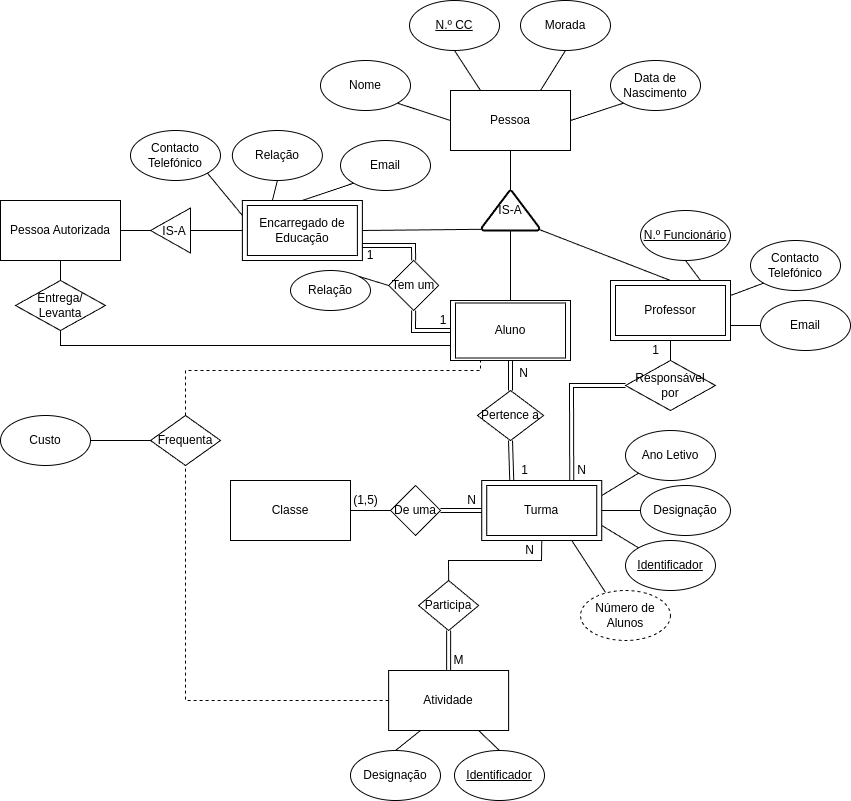 N.º CC
Morada
Nome
Data de
Nascimento
Pessoa
Contacto
Telefónico
Relação
Email
IS-A
Pessoa Autorizada
IS-A
Encarregado de
Educação
N.º Funcionário
Contacto
Telefónico
1
Tem um
Relação
Entrega/
Levanta
Professor
Email
1
Aluno
1
N
Responsável
por
Pertence a
Custo
Frequenta
Ano Letivo
1
N
(1,5)
N
Classe
De uma
Turma
Designação
N
Identificador
Participa
Número de
Alunos
M
Atividade
Designação
Identificador